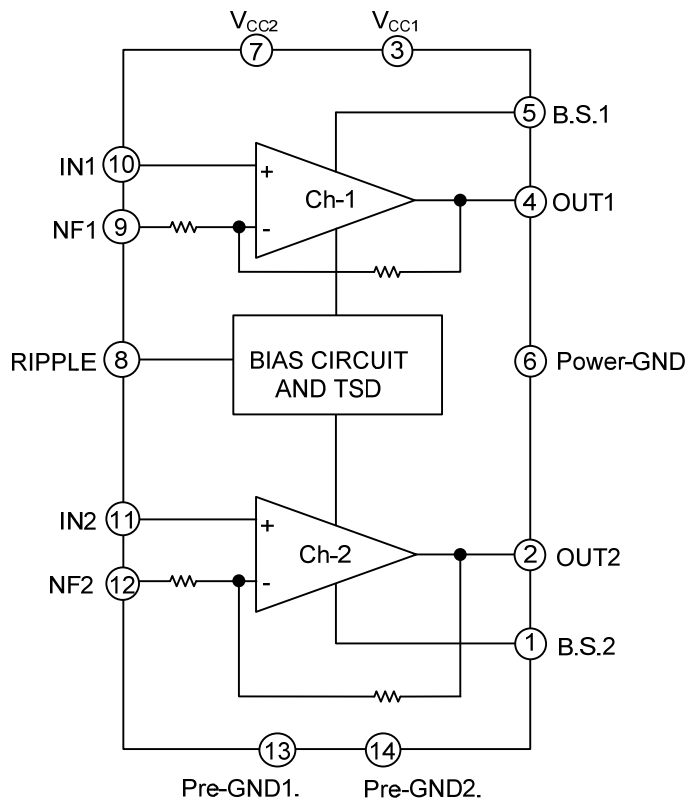 VCC2
VCC1
7
3
5
B.S.1
IN1
10
+
Ch-1
4
OUT1
NF1
9
-
RIPPLE
8
BIAS CIRCUIT
AND TSD
6
Power-GND
IN2
11
+
Ch-2
2
OUT2
NF2
12
-
1
B.S.2
13
14
Pre-GND1.
Pre-GND2.